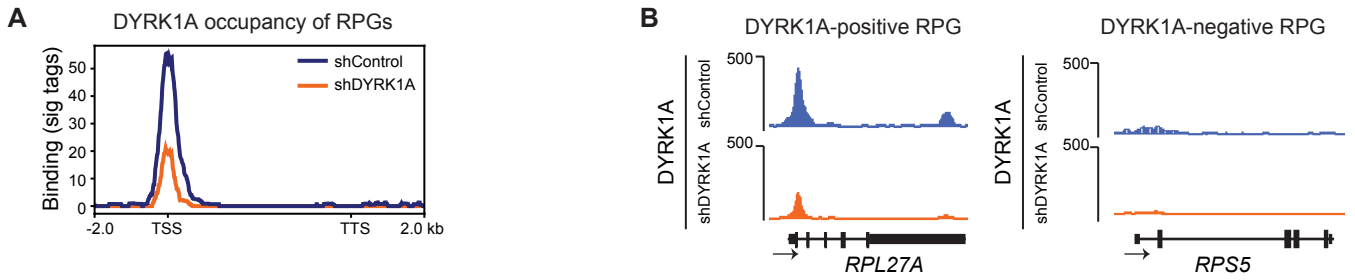 A
DYRK1A occupancy of RPGs
Binding (sig tags)
50
40
30
20
10
0
shControl
shDYRK1A
-2.0
TSS
TTS
2.0 kb
B
DYRK1A-positive RPG
DYRK1A
shControl
500
shDYRK1A
500
RPL27A
DYRK1A-negative RPG
DYRK1A
shControl
500
shDYRK1A
500
RPS5